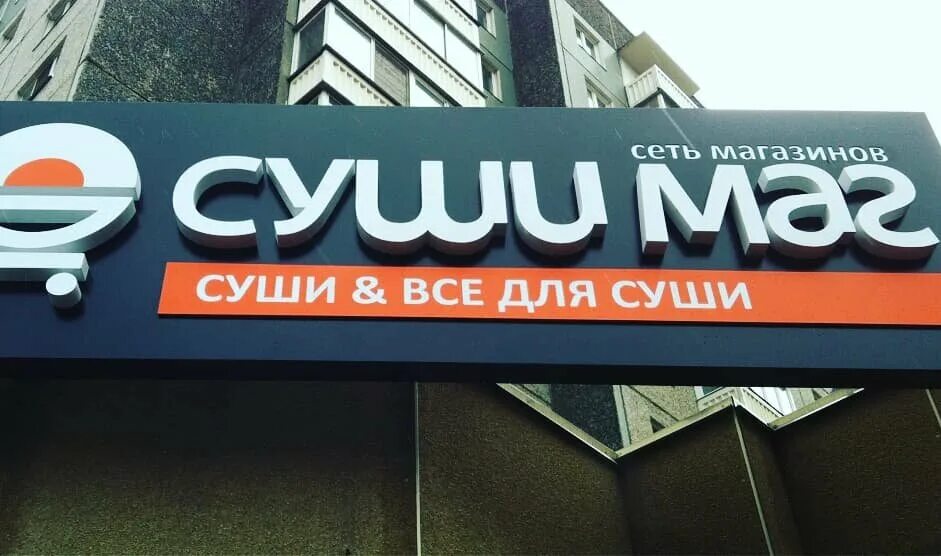 сеть магазинов
суши маг
СУШИ & ВСЕ ДЛЯ СУШИ